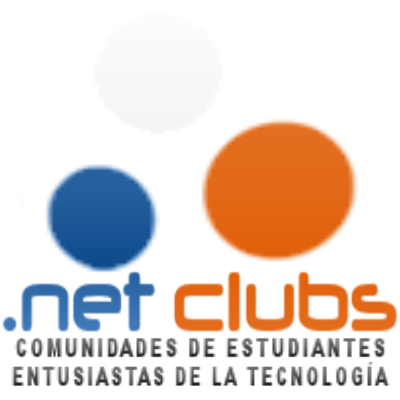 .net clubs
COMUNIDADES DE ESTUDIANTES
ENTUSIASTAS DE LA TECNOLOGÍA